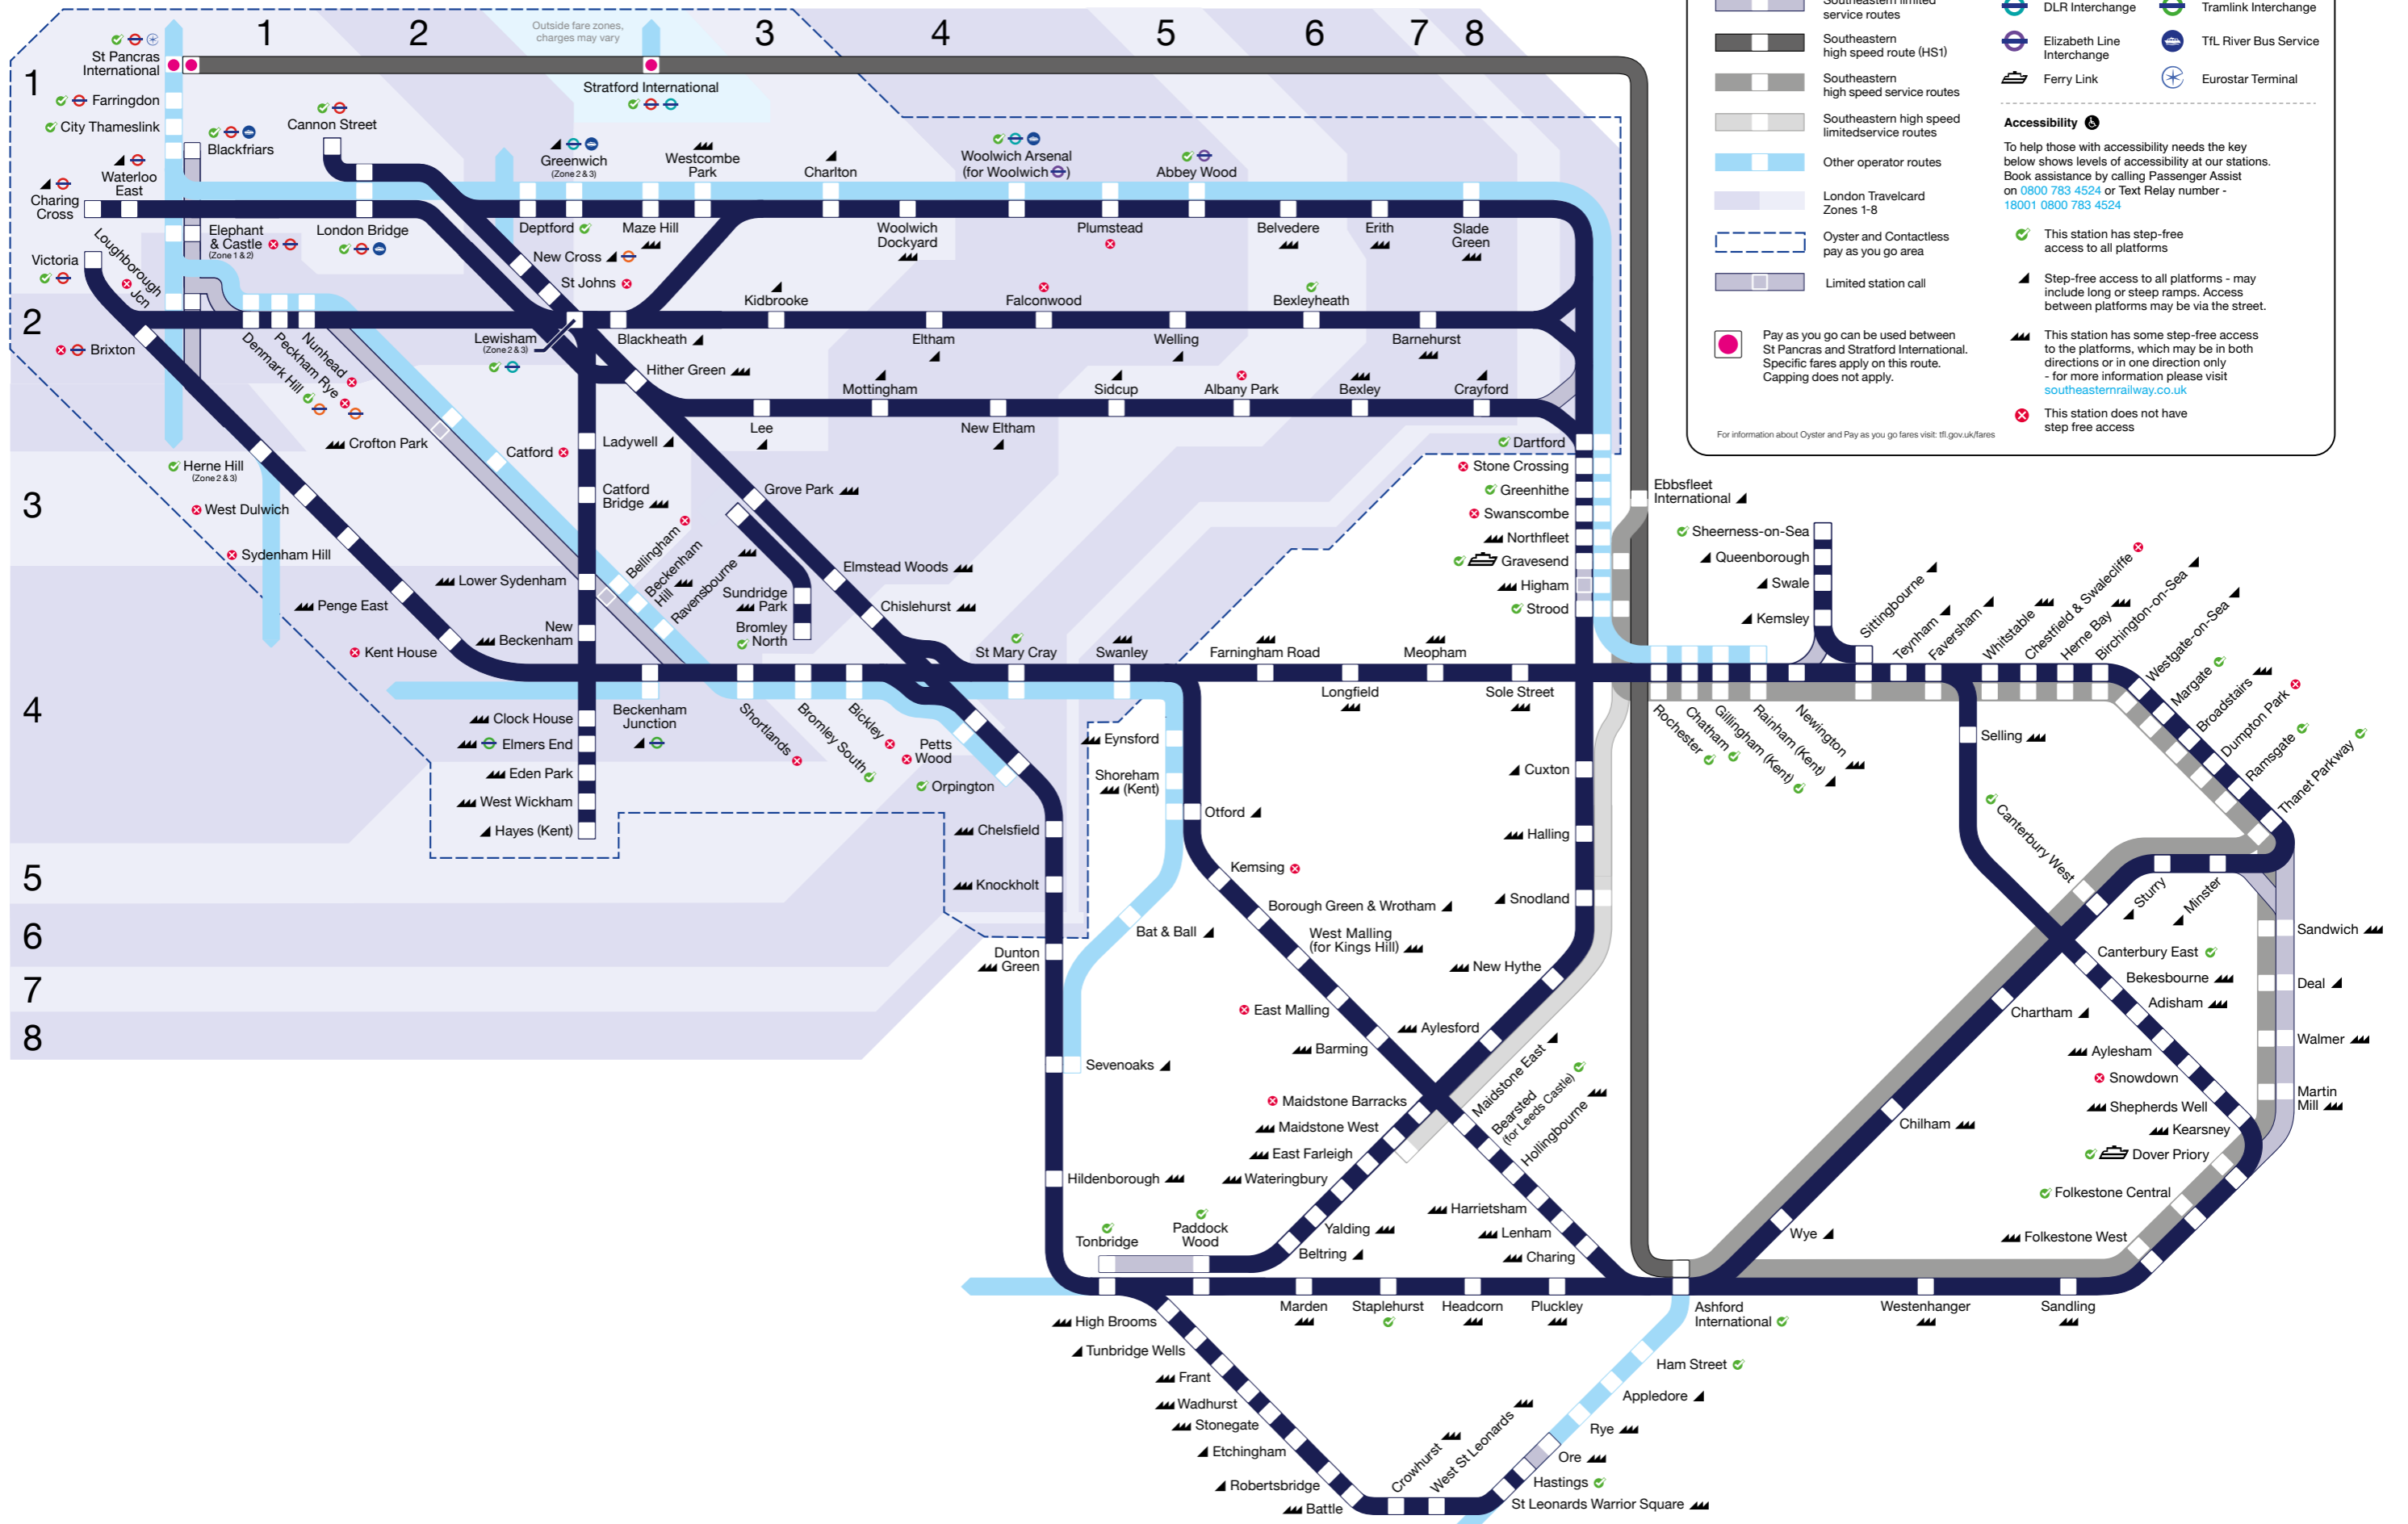 1
2
3
4
5
6
7
8
Outside fare zones,
charges may vary
1
2
3
4
5
6
7
8
St Pancras
International
Farringdon
City Thameslink
Blackfriars
Cannon Street
Waterloo
East
Charing
Cross
Elephant
& Castle
(Zone 1 & 2)
London Bridge
Victoria
Loughborough
Jcn
Brixton
Stratford International
Greenwich
(Zone 2 & 3)
Westcombe
Park
Charlton
Woolwich Arsenal
(for Woolwich )
Abbey Wood
Deptford
Maze Hill
Woolwich
Dockyard
Plumstead
Belvedere
Erith
Slade
Green
New Cross
St Johns
Lewisham
(Zone 2 & 3)
Blackheath
Kidbrooke
Eltham
Falconwood
Welling
Bexleyheath
Barnehurst
Hither Green
Lee
Mottingham
New Eltham
Sidcup
Albany Park
Bexley
Crayford
Denmark Hill
Peckham Rye
Nunhead
Crofton Park
Catford
Ladywell
Catford
Bridge
Herne Hill
(Zone 2 & 3)
West Dulwich
Sydenham Hill
Penge East
Kent House
Lower Sydenham
New
Beckenham
Bellingham
Beckenham
Hill
Ravensbourne
Grove Park
Sundridge
Park
Bromley
North
Elmstead Woods
Chislehurst
Clock House
Elmers End
Eden Park
West Wickham
Hayes (Kent)
Beckenham
Junction
Shortlands
Bromley South
Bickley
Petts
Wood
Orpington
Chelsfield
Knockholt
Dunton
Green
Sevenoaks
Hildenborough
Tonbridge
Paddock
Wood
St Mary Cray
Swanley
Farningham Road
Longfield
Meopham
Sole Street
Eynsford
Shoreham
(Kent)
Otford
Bat & Ball
Kemsing
Borough Green & Wrotham
West Malling
(for Kings Hill)
East Malling
Barming
Maidstone East
Bearsted
(for Leeds Castle)
Hollingbourne
Harrietsham
Lenham
Charing
Dartford
Stone Crossing
Greenhithe
Swanscombe
Northfleet
Gravesend
Higham
Strood
Cuxton
Halling
Snodland
New Hythe
Aylesford
Maidstone Barracks
Maidstone West
East Farleigh
Wateringbury
Yalding
Beltring
Ebbsfleet
International
Sheerness-on-Sea
Queenborough
Swale
Kemsley
Sittingbourne
Teynham
Faversham
Whitstable
Chestfield & Swalecliffe
Herne Bay
Birchington-on-Sea
Westgate-on-Sea
Margate
Broadstairs
Dumpton Park
Ramsgate
Thanet Parkway
Rochester
Chatham
Gillingham (Kent)
Rainham (Kent)
Newington
Selling
Canterbury West
Sturry
Minster
Canterbury East
Bekesbourne
Adisham
Aylesham
Snowdown
Shepherds Well
Kearsney
Dover Priory
Folkestone Central
Folkestone West
Sandwich
Deal
Walmer
Martin
Mill
Chartham
Chilham
Wye
Marden
Staplehurst
Headcorn
Pluckley
Ashford
International
Westenhanger
Sandling
High Brooms
Tunbridge Wells
Frant
Wadhurst
Stonegate
Etchingham
Robertsbridge
Battle
Crowhurst
West St Leonards
St Leonards Warrior Square
Hastings
Ore
Rye
Appledore
Ham Street
Southeastern limited
service routes
Southeastern
high speed route (HS1)
Southeastern
high speed service routes
Southeastern high speed
limitedservice routes
Other operator routes
London Travelcard
Zones 1-8
Oyster and Contactless
pay as you go area
Limited station call
Pay as you go can be used between
St Pancras and Stratford International.
Specific fares apply on this route.
Capping does not apply.
For information about Oyster and Pay as you go fares visit: tfl.gov.uk/fares
DLR Interchange
Tramlink Interchange
Elizabeth Line
Interchange
TfL River Bus Service
Ferry Link
Eurostar Terminal
Accessibility
To help those with accessibility needs the key
below shows levels of accessibility at our stations.
Book assistance by calling Passenger Assist
on 0800 783 4524 or Text Relay number -
18001 0800 783 4524
This station has step-free
access to all platforms
Step-free access to all platforms - may
include long or steep ramps. Access
between platforms may be via the street.
This station has some step-free access
to the platforms, which may be in both
directions or in one direction only
- for more information please visit
southeasternrailway.co.uk
This station does not have
step free access